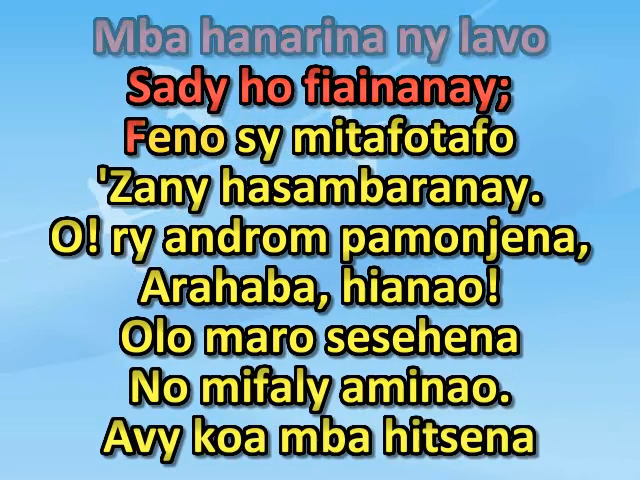 Mba hanarina ny lavo
Sady ho fiainanay;
Feno sy mitafotafo
'Zany hasambaranay.
O! ry androm pamonjena,
Arahaba, hianao!
Olo maro sesehena
No mifaly aminao.
Avy koa mba hitsena